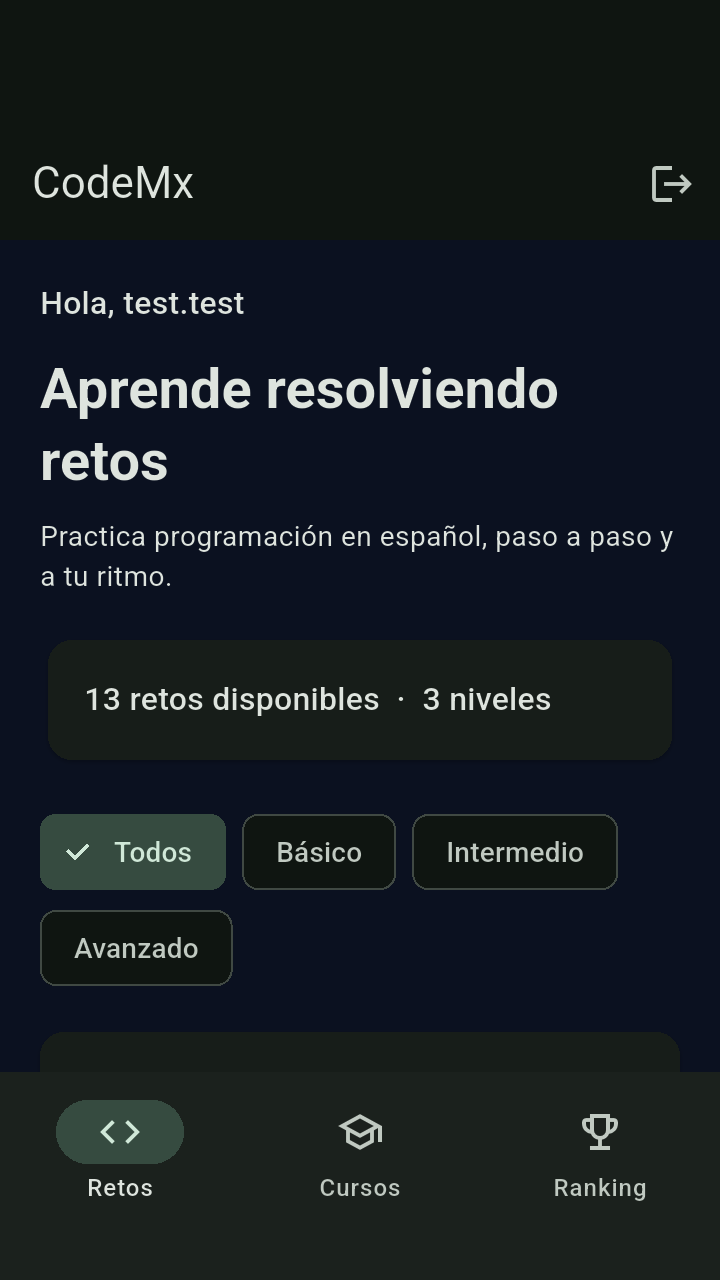 CodeMx
Hola, test.test
Aprende resolviendo
retos
Practica programación en español, paso a paso y
a tu ritmo.
13 retos disponibles · 3 niveles
Todos
Básico
Intermedio
Avanzado
Retos
Cursos
Ranking